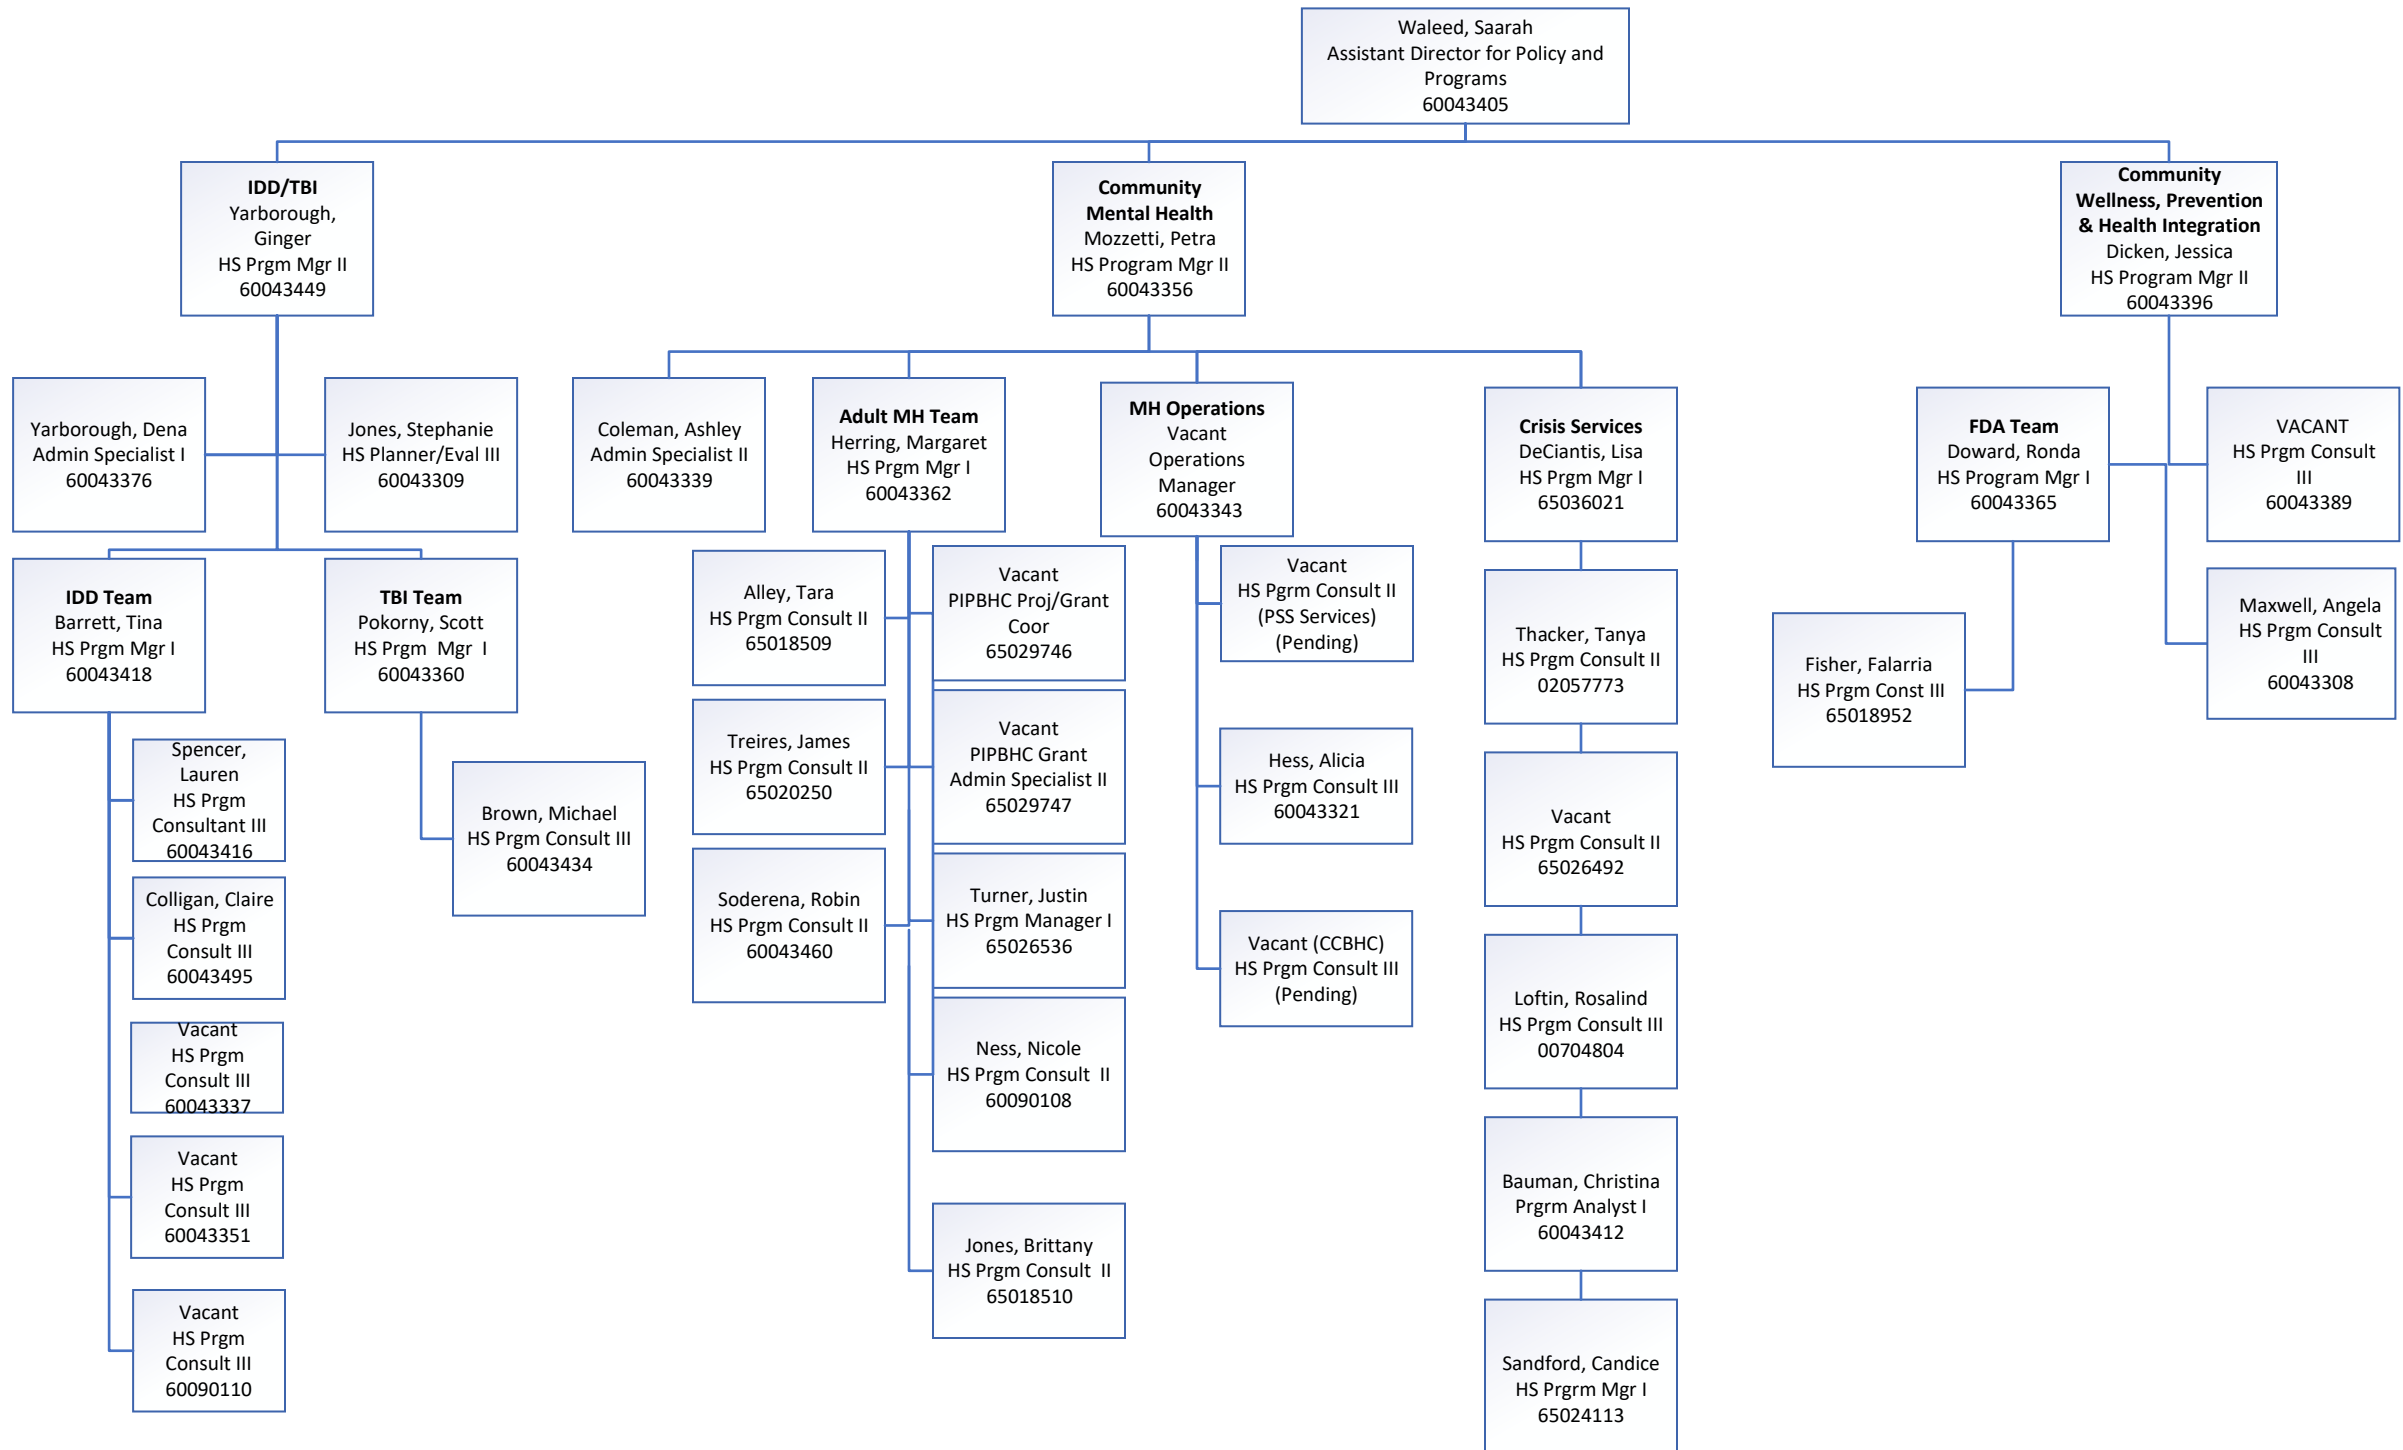 Waleed, Saarah
Assistant Director for Policy and
Programs
60043405
IDD/TBI
Yarborough,
Ginger
HS Prgm Mgr II
60043449
Community
Mental Health
Mozzetti, Petra
HS Program Mgr II
60043356
Community
Wellness, Prevention
& Health Integration
Dicken, Jessica
HS Program Mgr II
60043396
Yarborough, Dena
Admin Specialist I
60043376
Jones, Stephanie
HS Planner/Eval III
60043309
Coleman, Ashley
Admin Specialist II
60043339
Adult MH Team
Herring, Margaret
HS Prgm Mgr I
60043362
MH Operations
Vacant
Operations
Manager
60043343
Crisis Services
DeCiantis, Lisa
HS Prgm Mgr I
65036021
FDA Team
Doward, Ronda
HS Program Mgr I
60043365
VACANT
HS Prgm Consult
III
60043389
IDD Team
Barrett, Tina
HS Prgm Mgr I
60043418
TBI Team
Pokorny, Scott
HS Prgm  Mgr  I
60043360
Spencer,
Lauren
HS Prgm
Consultant III
60043416
Colligan, Claire
HS Prgm
Consult III
60043495
Vacant
HS Prgm
Consult III
60043337
Vacant
HS Prgm
Consult III
60043351
Vacant
HS Prgm
Consult III
60090110
Brown, Michael
HS Prgm Consult III
60043434
Alley, Tara
HS Prgm Consult II
65018509
Treires, James
HS Prgm Consult II
65020250
Soderena, Robin
HS Prgm Consult II
60043460
Vacant
PIPBHC Proj/Grant
Coor
65029746
Vacant
PIPBHC Grant
Admin Specialist II
65029747
Turner, Justin
HS Prgm Manager I
65026536
Ness, Nicole
HS Prgm Consult  II
60090108
Jones, Brittany
HS Prgm Consult  II
65018510
Vacant
HS Pgrm Consult II
(PSS Services)
(Pending)
Hess, Alicia
HS Prgm Consult III
60043321
Vacant (CCBHC)
HS Prgm Consult III
(Pending)
Thacker, Tanya
HS Prgm Consult II
02057773
Vacant
HS Prgm Consult II
65026492
Loftin, Rosalind
HS Prgm Consult III
00704804
Bauman, Christina
Prgrm Analyst I
60043412
Sandford, Candice
HS Prgrm Mgr I
65024113
Fisher, Falarria
HS Prgm Const III
65018952
Maxwell, Angela
HS Prgm Consult
III
60043308